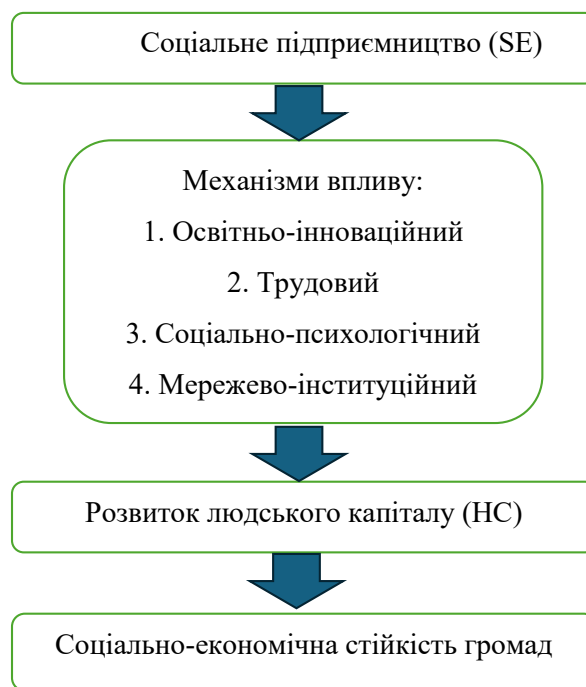 Соціальне підприємництво (SE)
Механізми впливу:
1. Освітньо-інноваційний
2. Трудовий
3. Соціально-психологічний
4. Мережево-інституційний
Розвиток людського капіталу (HC)
Соціально-економічна стійкість громад